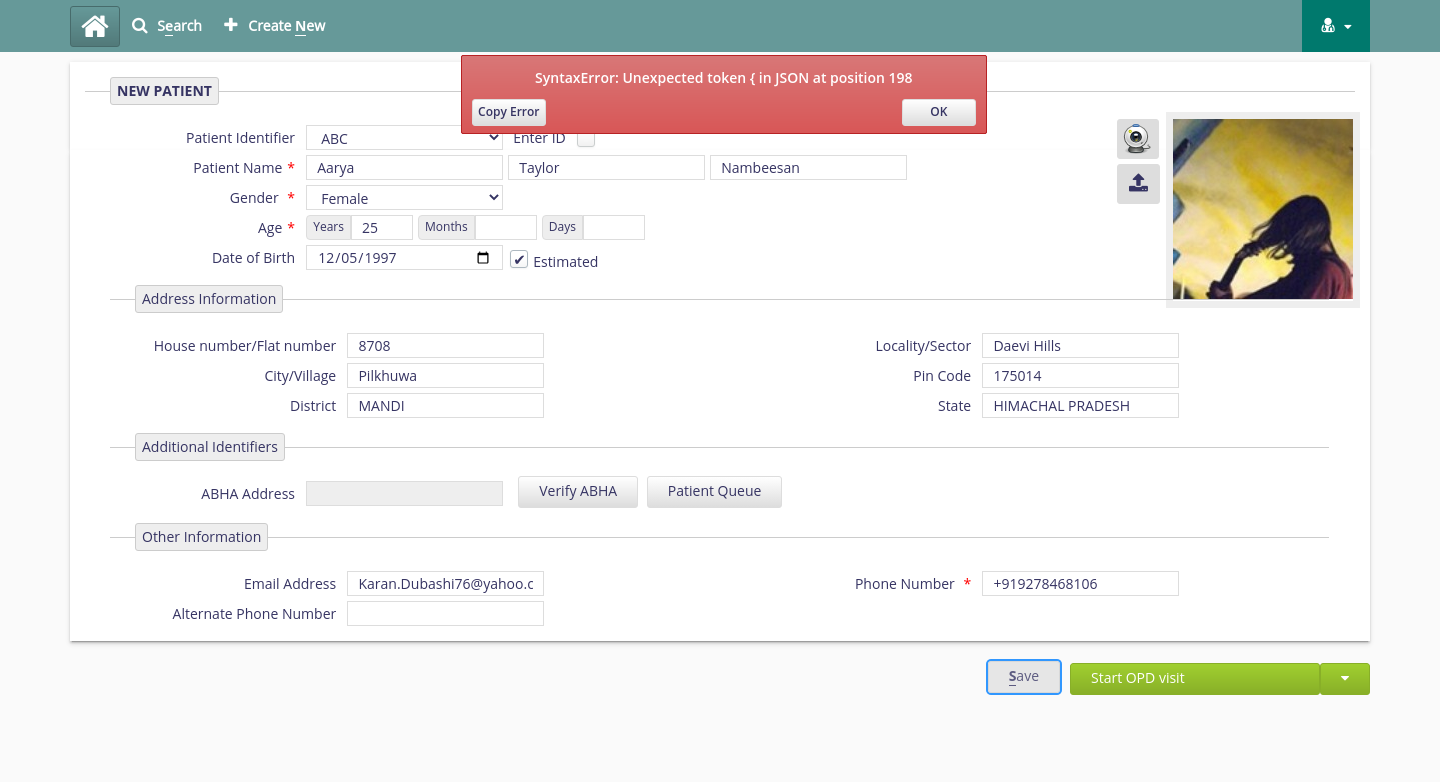 Search
Create New
SyntaxError: Unexpected token { in JSON at position 198
Copy Error
OK
NEW PATIENT
Patient Identifier ABC Enter ID
Patient Name * Aarya Taylor Nambeesan
Gender * Female
Age * Years 25 Months Days
Date of Birth 12/05/1997 Estimated
Address Information
House number/Flat number 8708 Locality/Sector Daevi Hills
City/Village Pilkhuwa Pin Code 175014
District MANDI State HIMACHAL PRADESH
Additional Identifiers
ABHA Address Verify ABHA Patient Queue
Other Information
Email Address Karan.Dubashi76@yahoo.c Phone Number * +919278468106
Alternate Phone Number
Save Start OPD visit